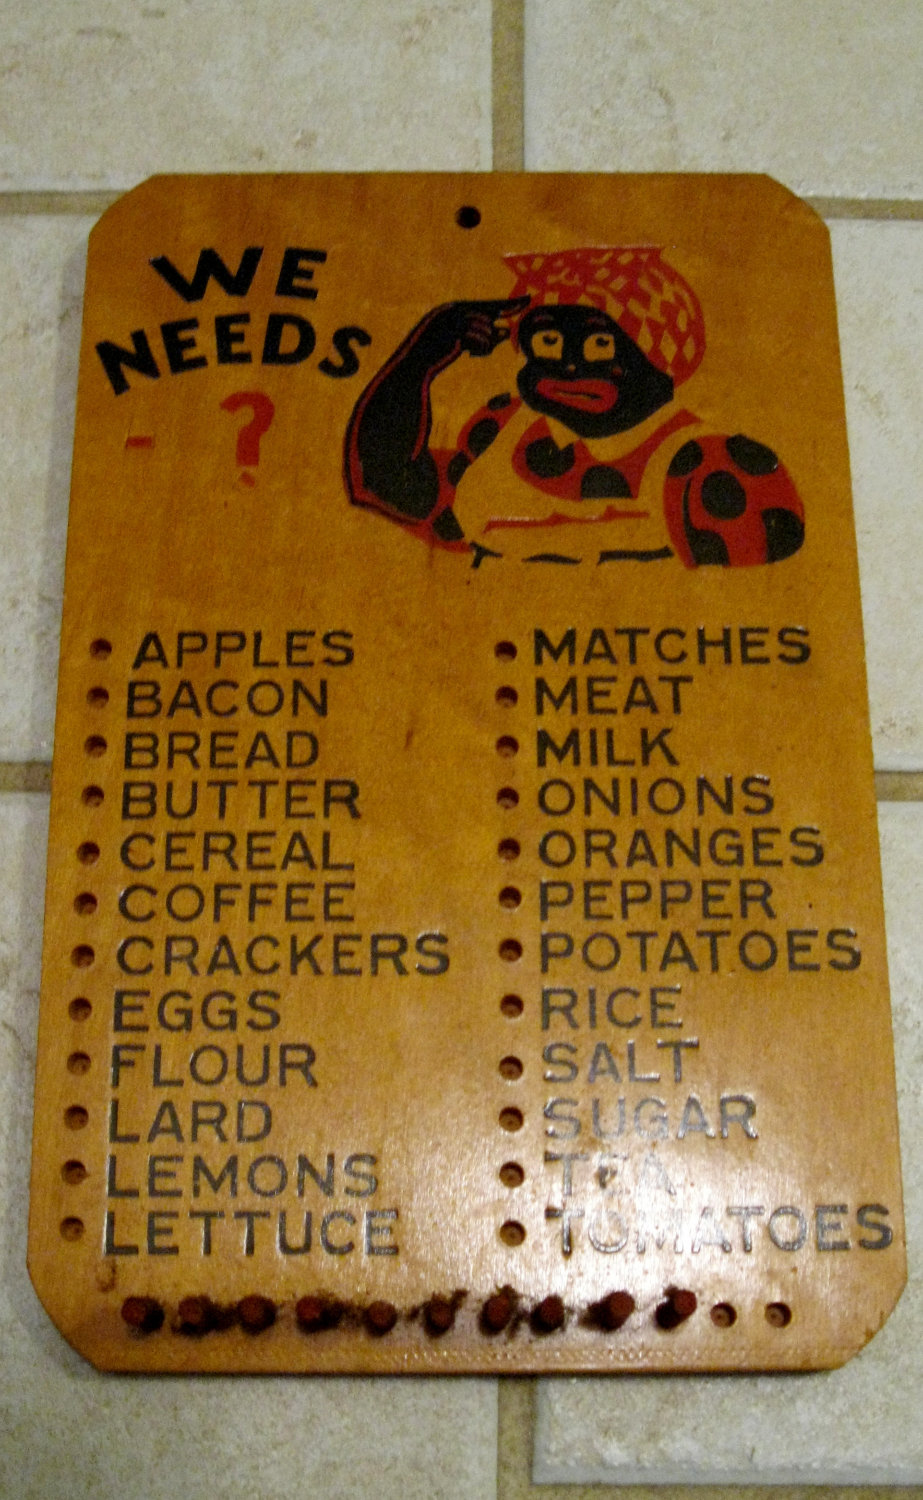 WE
NEEDS
- ?
APPLES
BACON
BREAD
BUTTER
CEREAL
COFFEE
CRACKERS
EGGS
FLOUR
LARD
LEMONS
LETTUCE
MATCHES
MEAT
MILK
ONIONS
ORANGES
PEPPER
POTATOES
RICE
SALT
SUGAR
TEA
TOMATOES